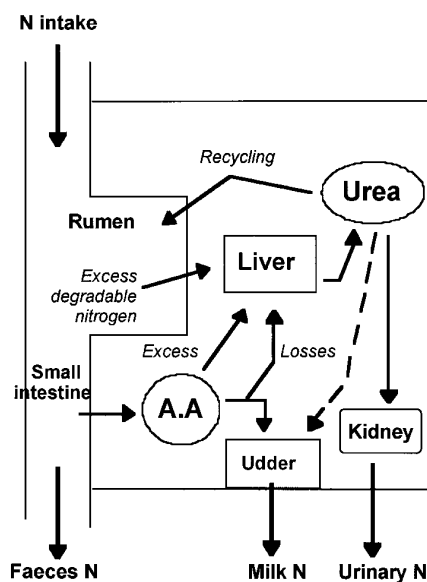 N intake
Recycling
Urea
Rumen
Liver
Excess
degradable
nitrogen
Excess
Losses
Small
intestine
A.A
Kidney
Udder
Faeces N
Milk N
Urinary N